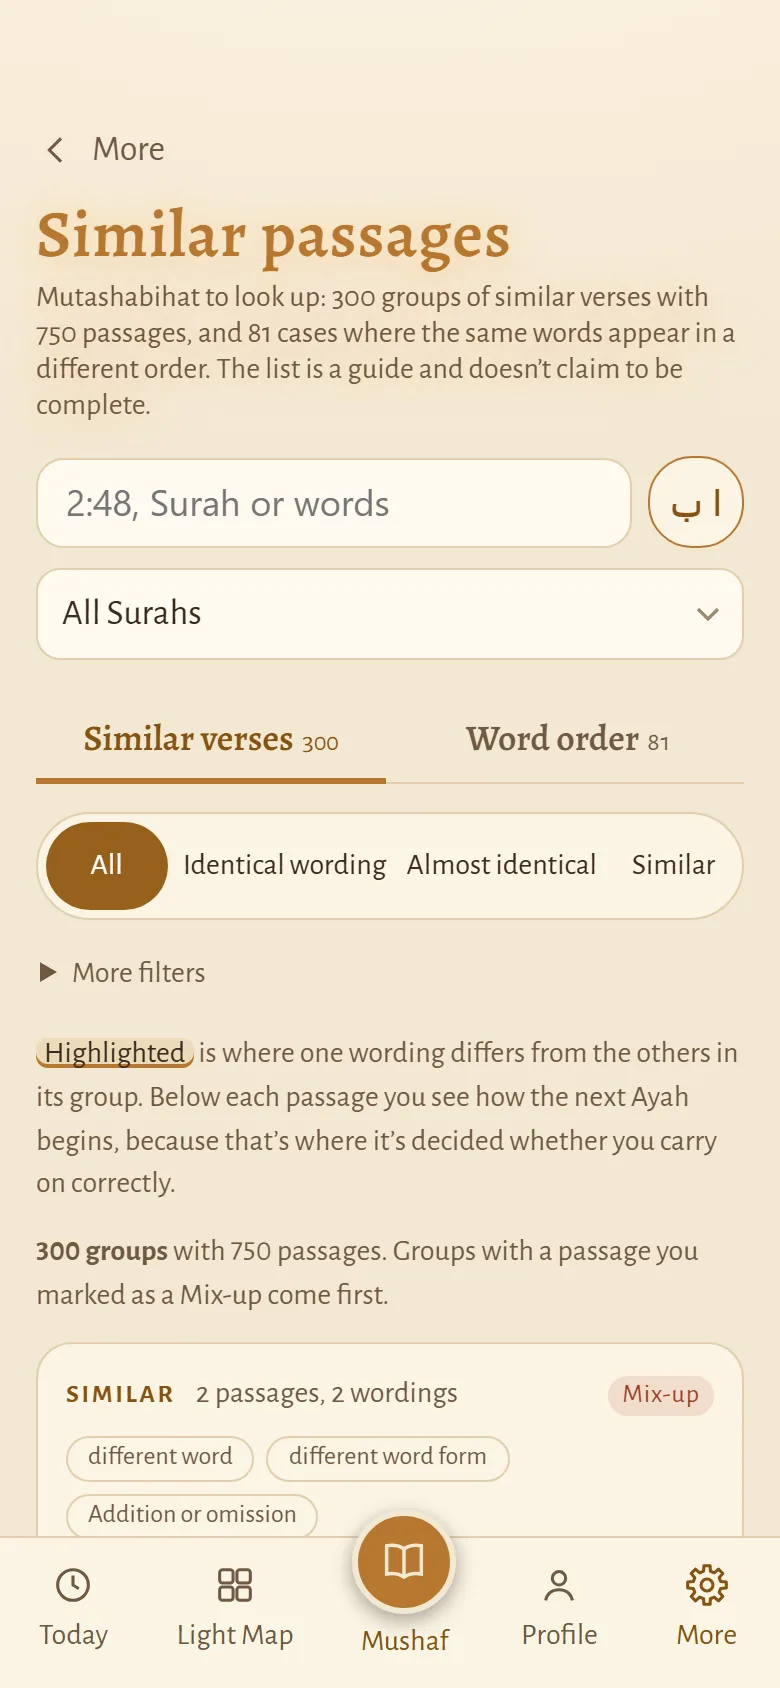 More
Similar passages
Mutashabihat to look up: 300 groups of similar verses with
750 passages, and 81 cases where the same words appear in a
different order. The list is a guide and doesn’t claim to be
complete.
2:48, Surah or words
ا ب
All Surahs
Similar verses 300
Word order 81
All
Identical wording
Almost identical
Similar
More filters
Highlighted is where one wording differs from the others in
its group. Below each passage you see how the next Ayah
begins, because that’s where it’s decided whether you carry
on correctly.
300 groups with 750 passages. Groups with a passage you
marked as a Mix-up come first.
SIMILAR 2 passages, 2 wordings
Mix-up
different word
different word form
Addition or omission
Today
Light Map
Mushaf
Profile
More